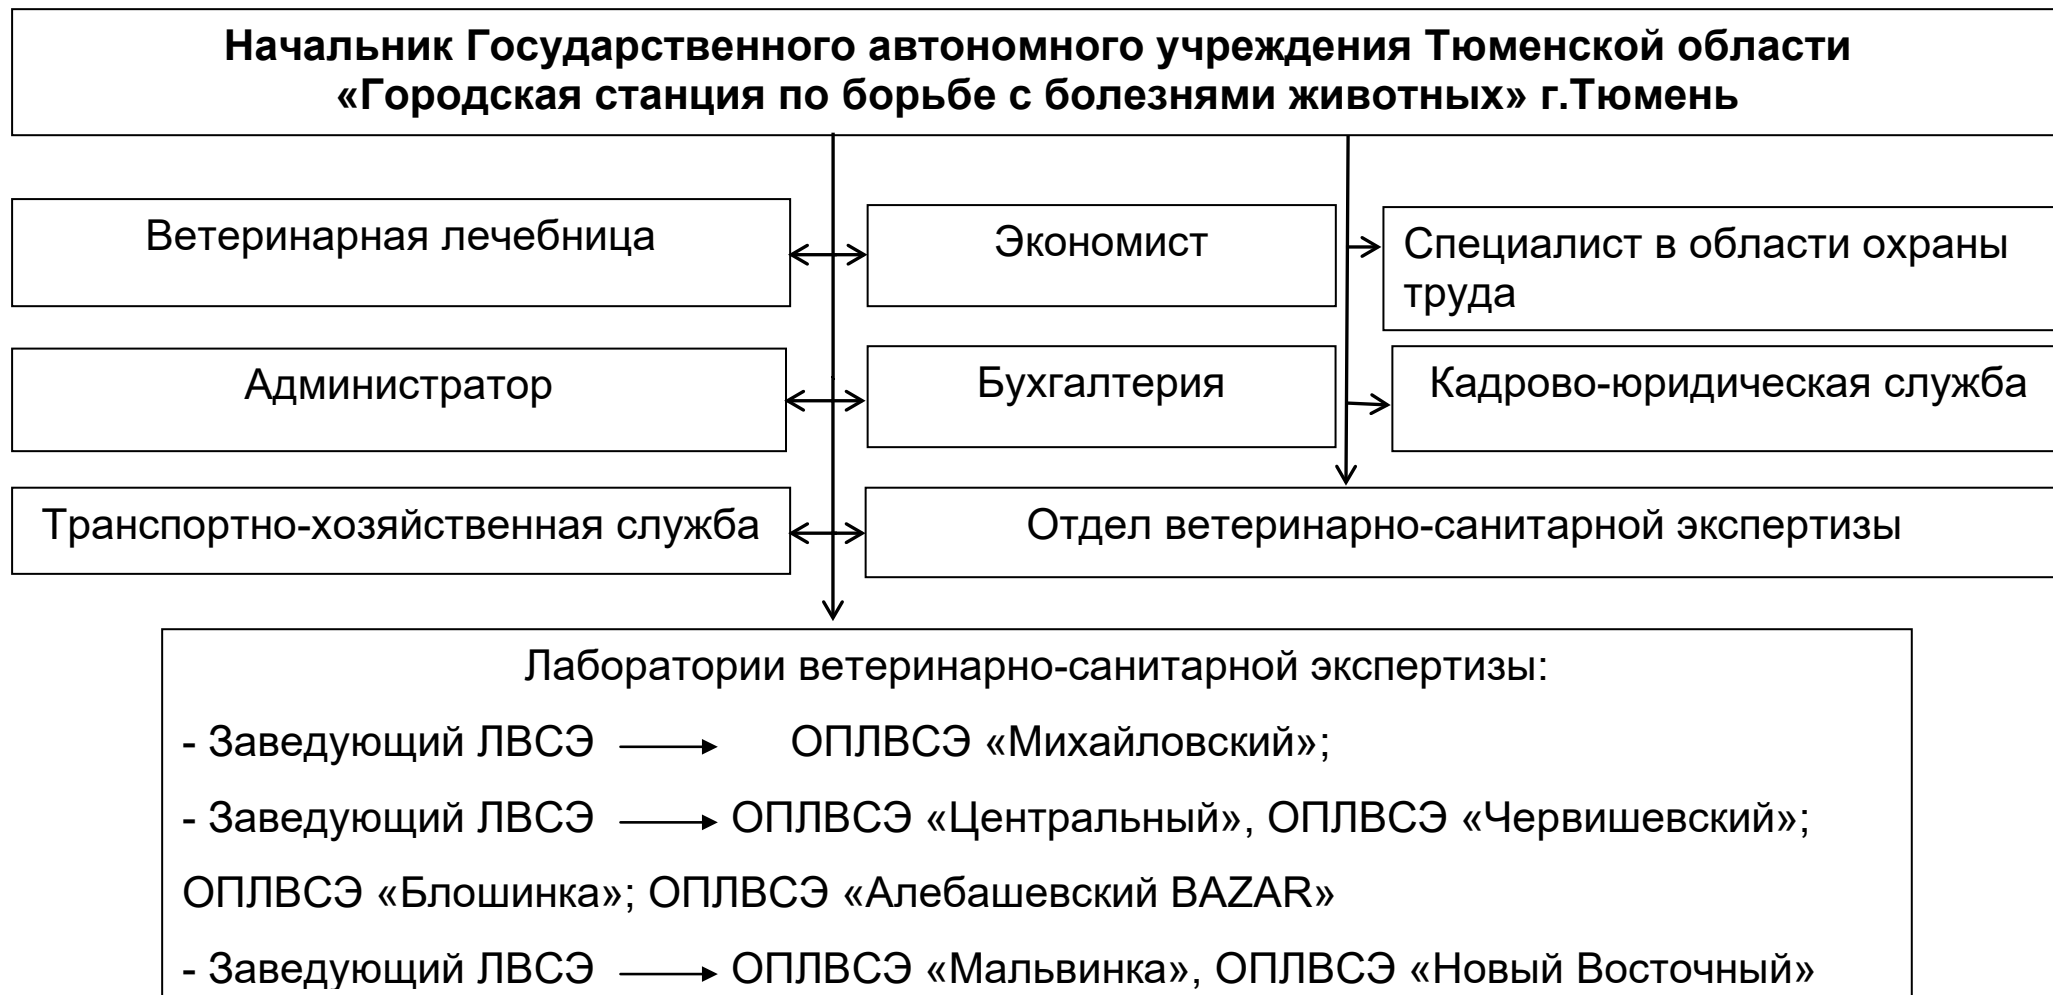 Начальник Государственного автономного учреждения Тюменской области
«Городская станция по борьбе с болезнями животных» г.Тюмень
Ветеринарная лечебница
Экономист
Специалист в области охраны
труда
Администратор
Бухгалтерия
Кадрово-юридическая служба
Транспортно-хозяйственная служба
Отдел ветеринарно-санитарной экспертизы
Лаборатории ветеринарно-санитарной экспертизы:
- Заведующий ЛВСЭ ОПЛВСЭ «Михайловский»;
- Заведующий ЛВСЭ ОПЛВСЭ «Центральный», ОПЛВСЭ «Червишевский»;
ОПЛВСЭ «Блошинка»; ОПЛВСЭ «Алебашевский BAZAR»
- Заведующий ЛВСЭ ОПЛВСЭ «Мальвинка», ОПЛВСЭ «Новый Восточный»